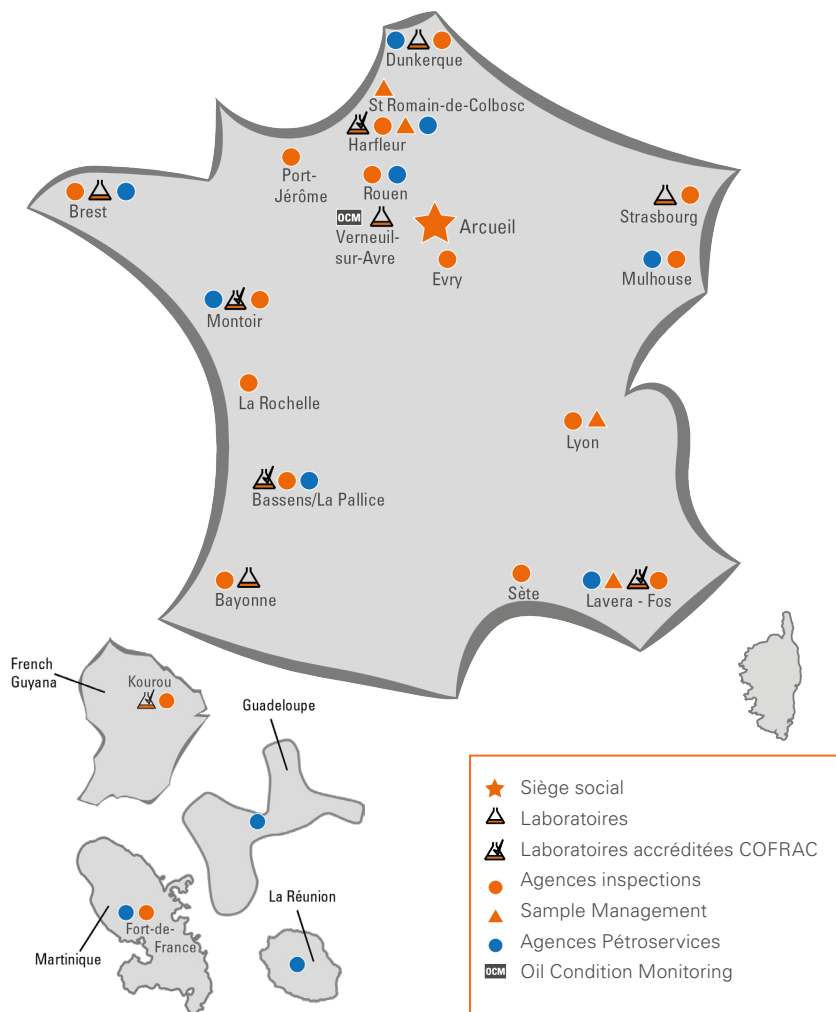 Dunkerque
St Romain-de-Colbosc
Harfleur
Port-
Jérôme
Rouen
Brest
OCM
Verneuil-
sur-Avre
Arcueil
Evry
Strasbourg
Mulhouse
Montoir
La Rochelle
Lyon
Bassens/La Pallice
Bayonne
Sète
Lavera - Fos
French
Guyana
Kourou
Guadeloupe
Martinique
Fort-de-
France
La Réunion
Siège social
Laboratoires
Laboratoires accréditées COFRAC
Agences inspections
Sample Management
Agences Pétroservices
OCM Oil Condition Monitoring